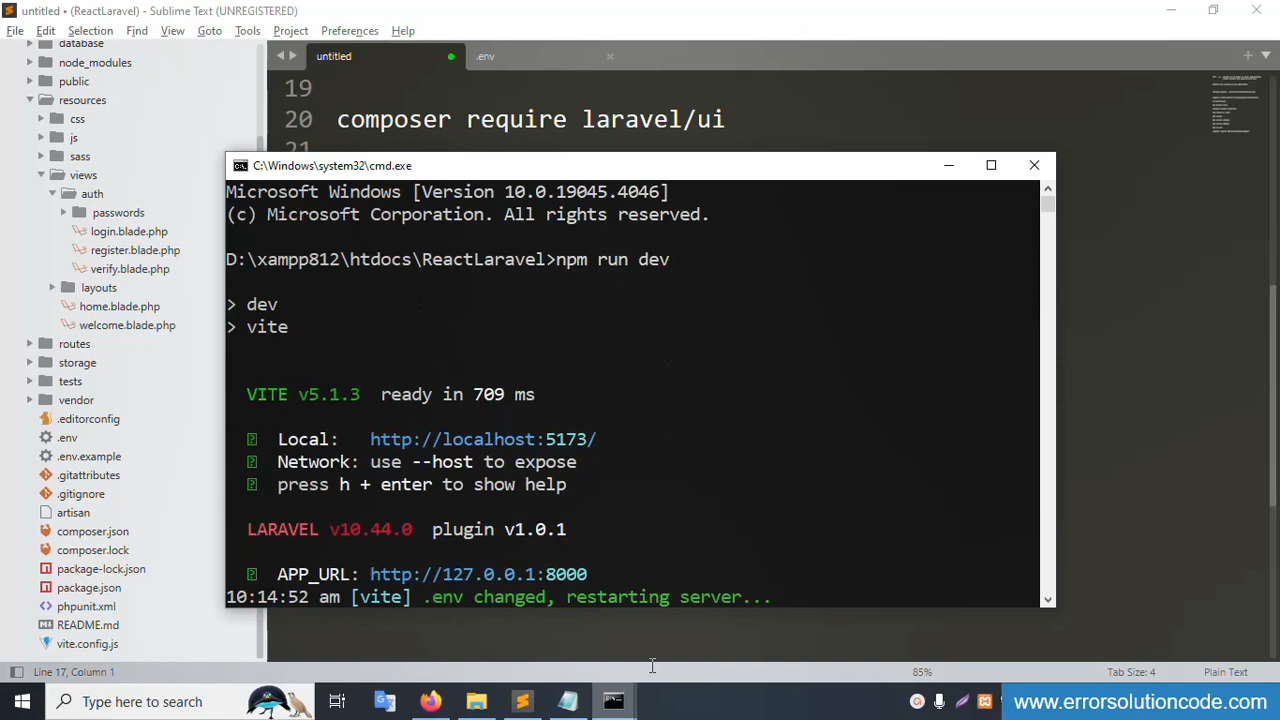 untitled • (ReactLaravel) - Sublime Text (UNREGISTERED)
File Edit Selection Find View Goto Tools Project Preferences Help
database
node_modules
public
resources
css
js
sass
views
auth
passwords
login.blade.php
register.blade.php
verify.blade.php
layouts
home.blade.php
welcome.blade.php
routes
storage
tests
vendor
.editorconfig
.env
.env.example
.gitattributes
.gitignore
artisan
composer.json
composer.lock
package-lock.json
package.json
phpunit.xml
README.md
vite.config.js
untitled
.env
19
20 composer require laravel/ui
21
C:\Windows\system32\cmd.exe
Microsoft Windows [Version 10.0.19045.4046]
(c) Microsoft Corporation. All rights reserved.
D:\xampp812\htdocs\ReactLaravel>npm run dev
> dev
> vite
VITE v5.1.3 ready in 709 ms
Local: http://localhost:5173/
Network: use --host to expose
press h + enter to show help
LARAVEL v10.44.0 plugin v1.0.1
APP_URL: http://127.0.0.1:8000
10:14:52 am [vite] .env changed, restarting server...
Line 17, Column 1
85%
Tab Size: 4
Plain Text
Type here to search
www.errorsolutioncode.com